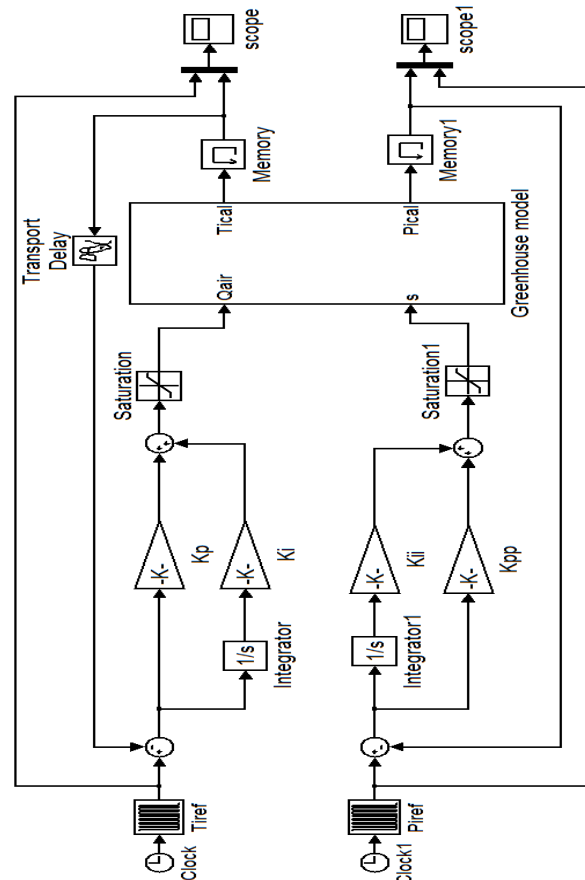 Clock
Tiref
-K-
Kp
1/s
Integrator
-K-
Ki
Saturation
Transport
Delay
Qair
Tical
Memory
scope
Clock1
Piref
1/s
Integrator1
-K-
Kii
-K-
Kpp
Saturation1
s
Pical
Greenhouse model
Memory1
scope1